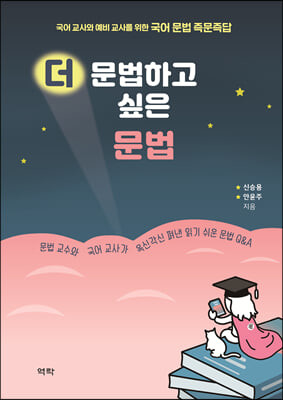 국어 교사와 예비 교사를 위한 국어 문법 즉문즉답
더 문법하고
싶은
문법
★ 신승용
★ 안윤주
지음
문법 교수와 국어 교사가 옥신각신 펴낸 읽기 쉬운 문법 Q&A
역락